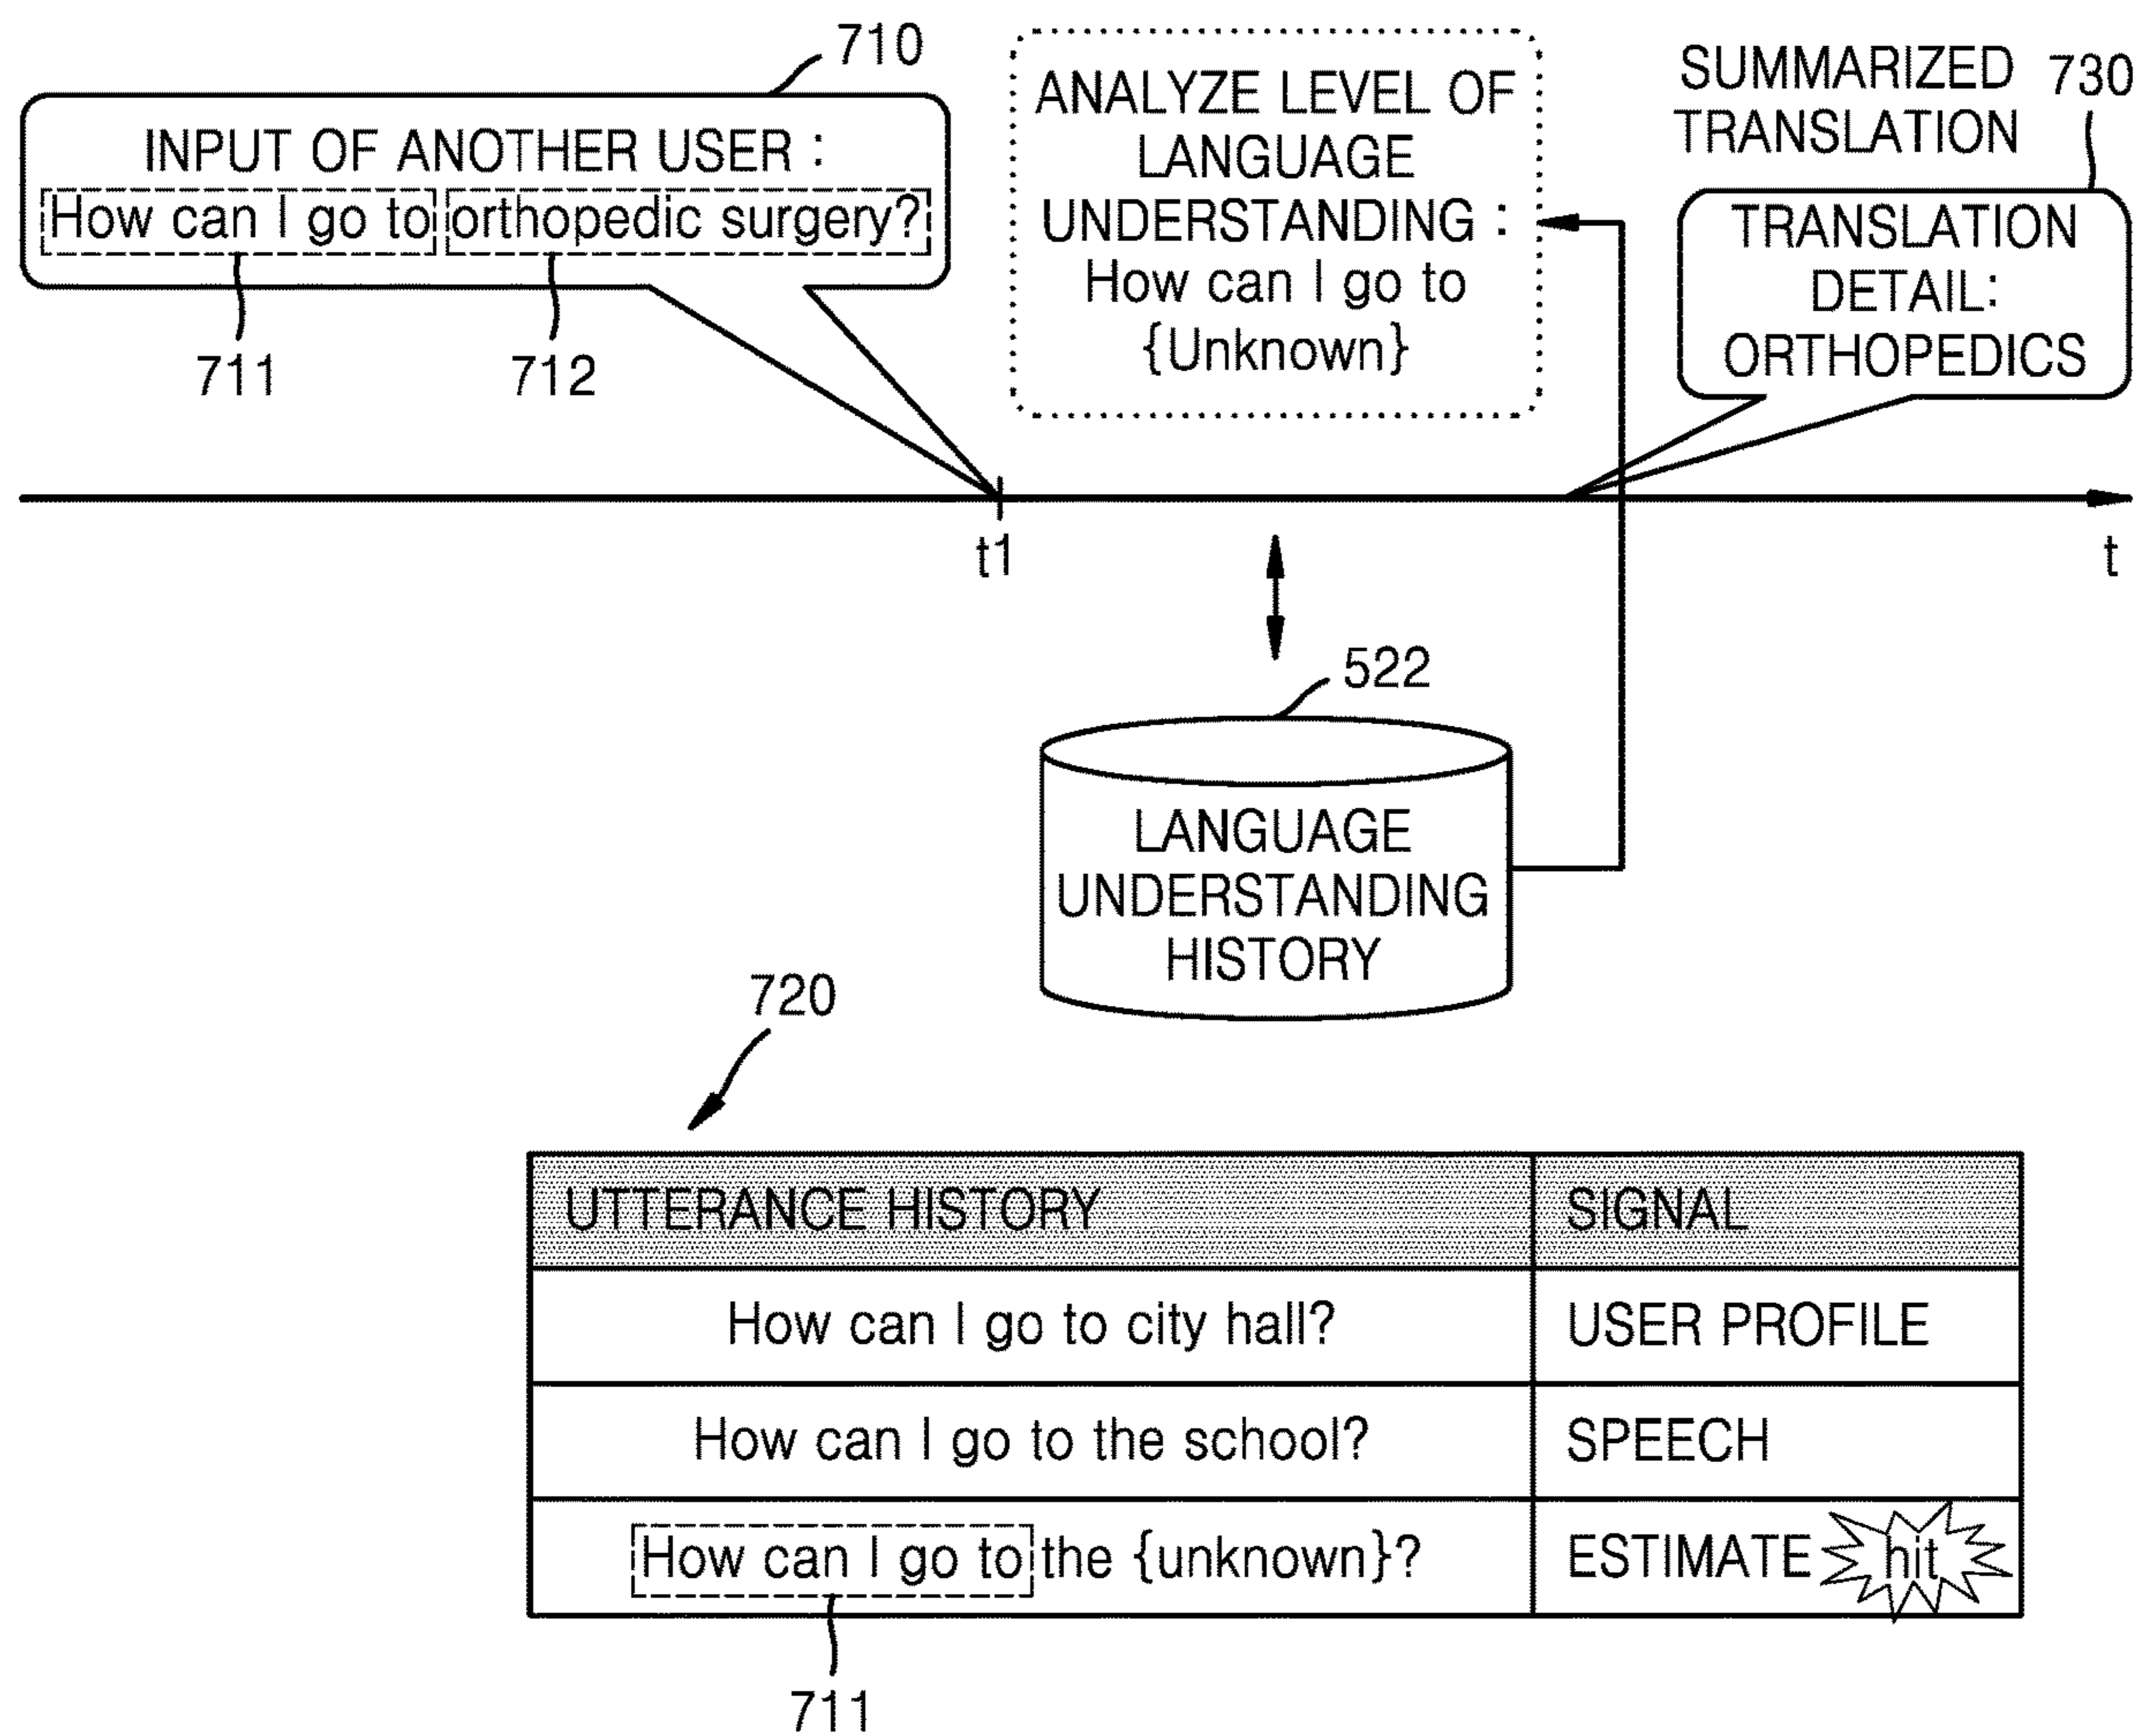 710
INPUT OF ANOTHER USER :
How can I go to orthopedic surgery?
711
712
ANALYZE LEVEL OF
LANGUAGE
UNDERSTANDING :
How can I go to
{Unknown}
SUMMARIZED
TRANSLATION
730
TRANSLATION
DETAIL:
ORTHOPEDICS
t1
t
522
LANGUAGE
UNDERSTANDING
HISTORY
720
UTTERANCE HISTORY SIGNAL
How can I go to city hall? USER PROFILE
How can I go to the school? SPEECH
How can I go to the {unknown}? ESTIMATE hit
711